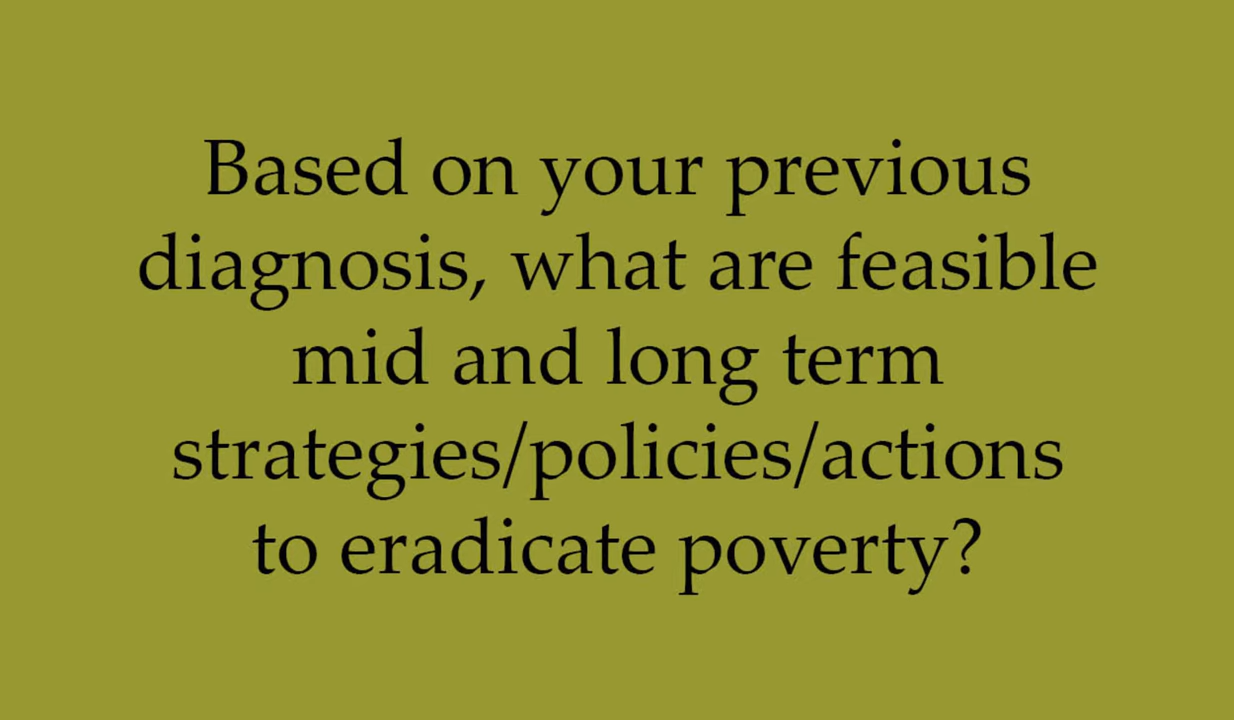 Based on your previous
diagnosis, what are feasible
mid and long term
strategies/policies/actions
to eradicate poverty?